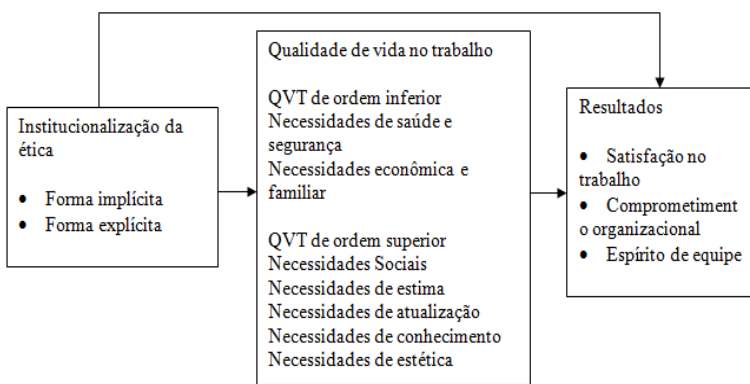 Institucionalização da
ética
• Forma implícita
• Forma explícita
Qualidade de vida no trabalho
QVT de ordem inferior
Necessidades de saúde e
segurança
Necessidades econômica e
familiar
QVT de ordem superior
Necessidades Sociais
Necessidades de estima
Necessidades de atualização
Necessidades de conhecimento
Necessidades de estética
Resultados
• Satisfação no
trabalho
• Comprometiment
o organizacional
• Espírito de equipe